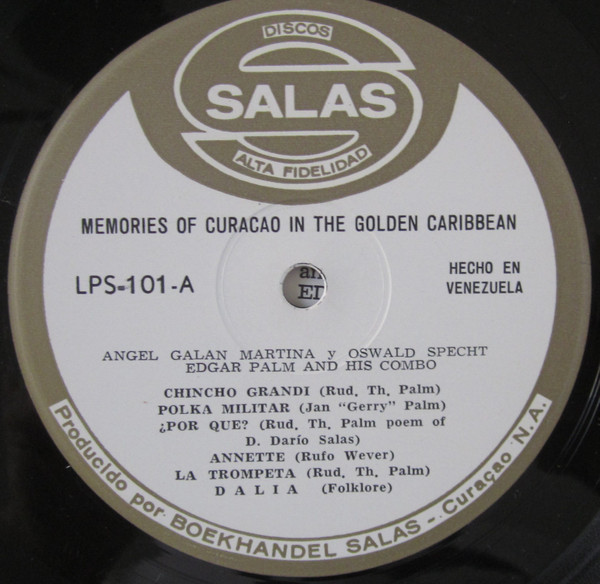 DISCOS
SALAS
ALTA FIDELIDAD
MEMORIES OF CURACAO IN THE GOLDEN CARIBBEAN
LPS-101-A
HECHO EN
VENEZUELA
an
ANGEL GALAN MARTINA y OSWALD SPECHT
EDGAR PALM AND HIS COMBO
CHINCHO GRANDI (Rud. Th. Palm)
POLKA MILITAR (Jan "Gerry" Palm)
¿POR QUE? (Rud. Th. Palm poem of
D. Darío Salas)
ANNETTE (Rufo Wever)
LA TROMPETA (Rud. Th. Palm)
DALIA (Folklore)
Producido por BOEKHANDEL SALAS - Curaçao N.A.